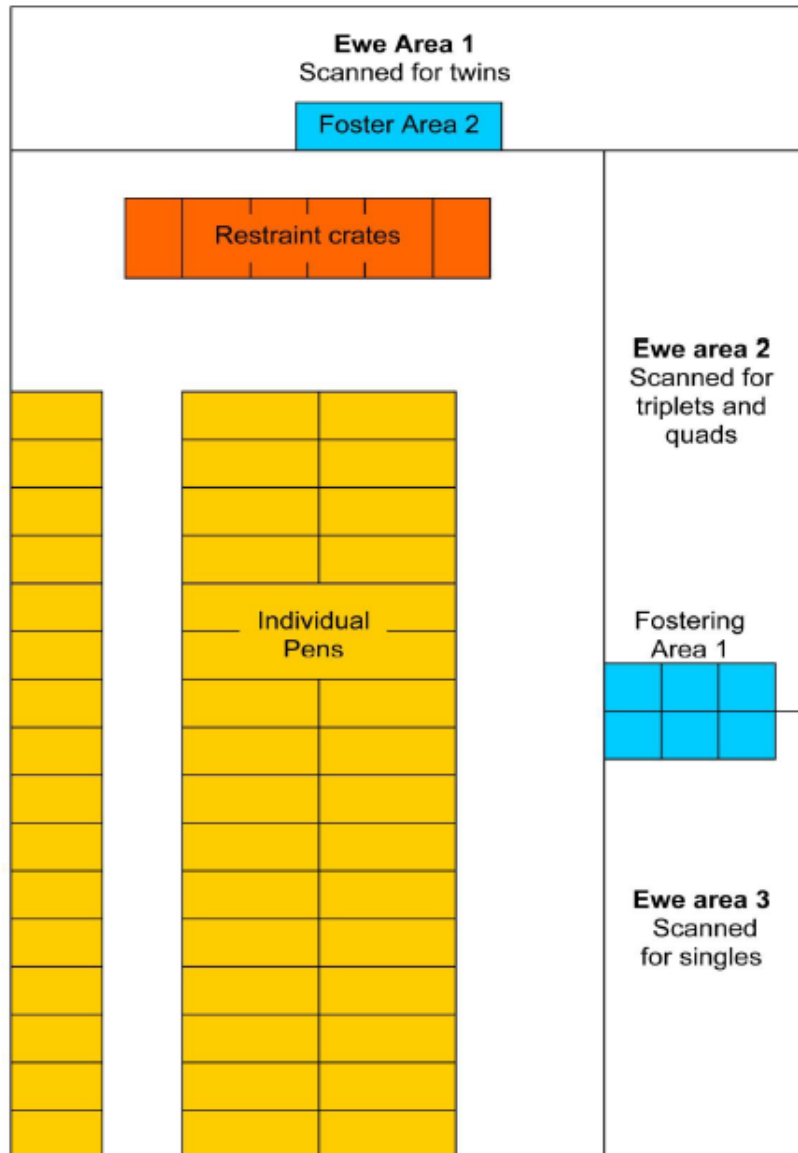 Ewe Area 1
Scanned for twins
Foster Area 2
Restraint crates
Ewe area 2
Scanned for
triplets and
quads
Individual
Pens
Fostering
Area 1
Ewe area 3
Scanned
for singles